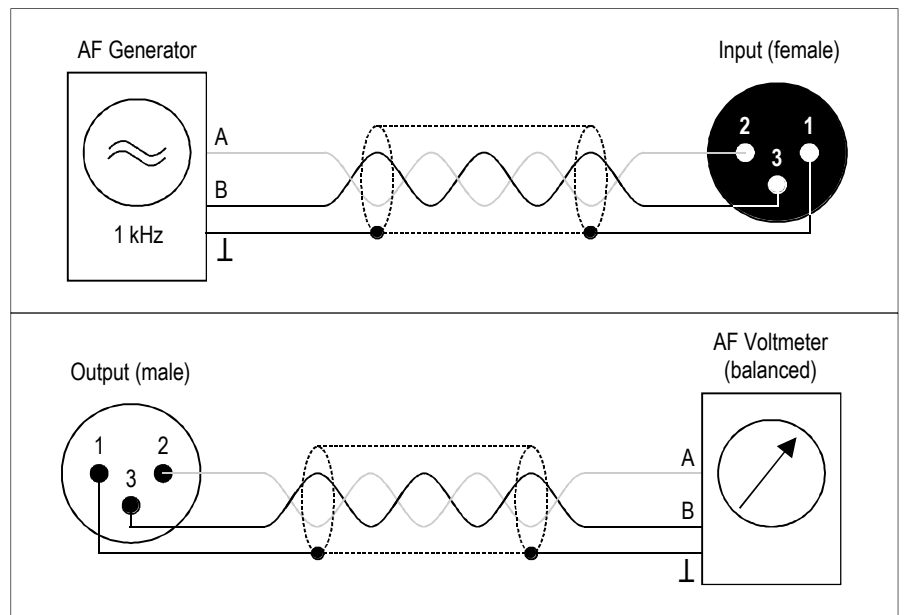 AF Generator
Input (female)
A
2 1
3
B
1 kHz
⊥
AF Voltmeter
(balanced)
Output (male)
1 2
3
A
B
⊥